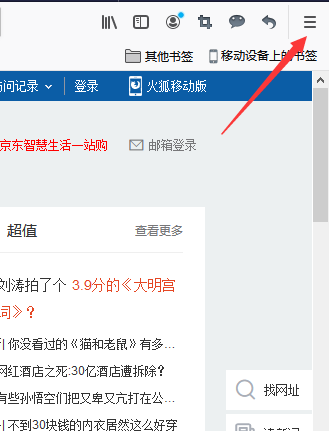 其他书签 移动设备上的书签
访问记录 登录 火狐移动版
京东智慧生活一站购 邮箱登录
超值 查看更多
刘涛拍了个 3.9分的《大明宫
词》？
你没看过的《猫和老鼠》有多…
网红酒店之死:30亿酒店遭拆除?
有些孙悟空们把又卑又亢打在公…
不到30块钱的内衣居然这么好穿
找网址